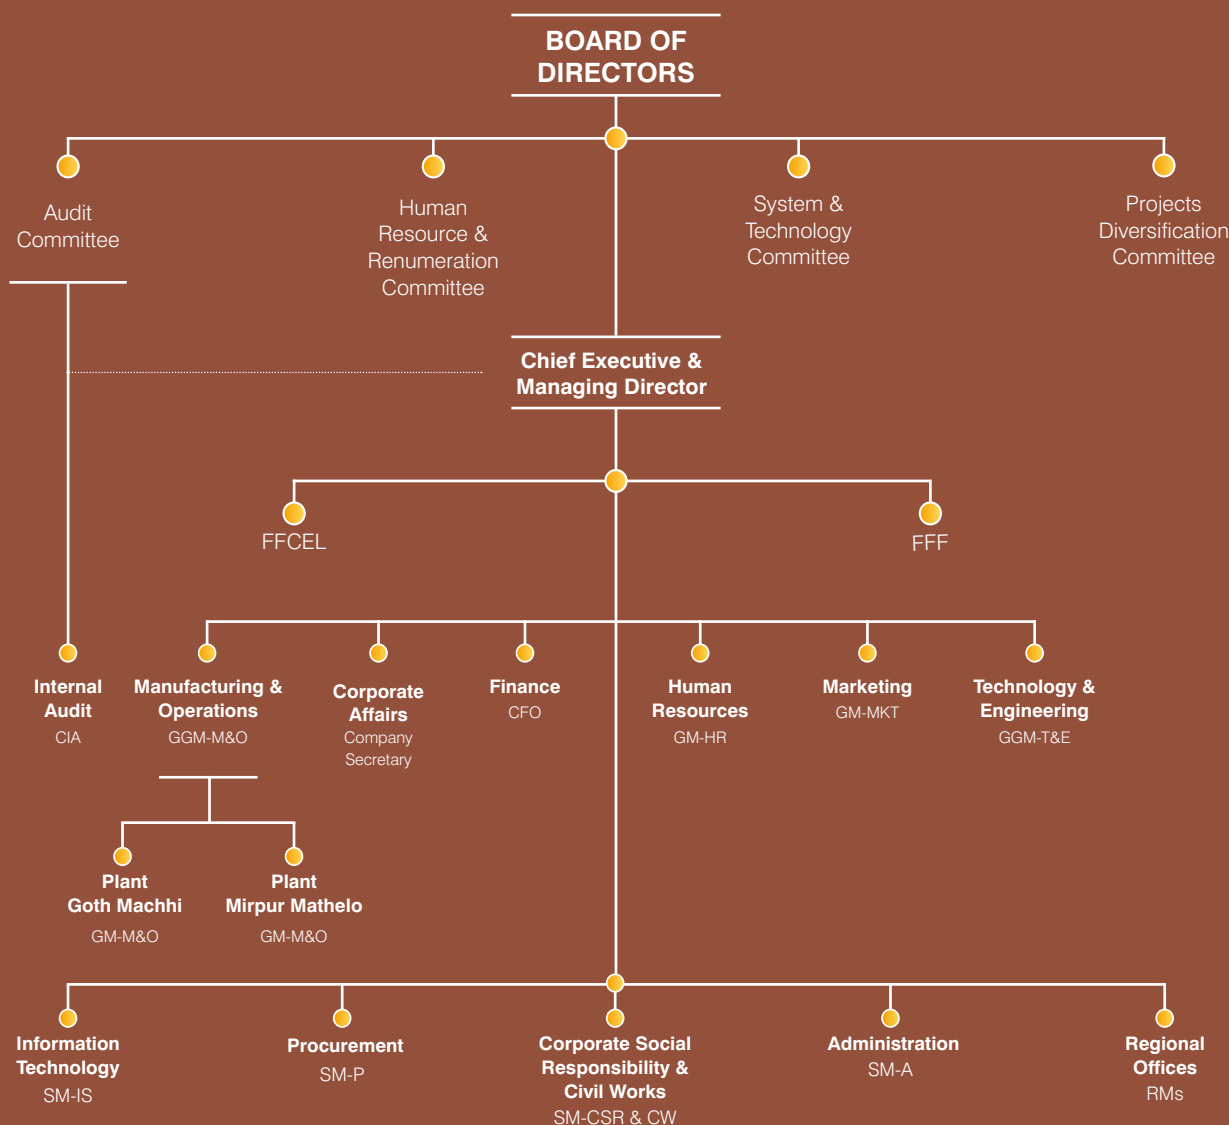 BOARD OF
DIRECTORS
Audit
Committee
Human
Resource &
Renumeration
Committee
System &
Technology
Committee
Projects
Diversification
Committee
Chief Executive &
Managing Director
FFCEL
FFF
Internal
Audit
CIA
Manufacturing &
Operations
GGM-M&O
Corporate
Affairs
Company
Secretary
Finance
CFO
Human
Resources
GM-HR
Marketing
GM-MKT
Technology &
Engineering
GGM-T&E
Plant
Goth Machhi
GM-M&O
Plant
Mirpur Mathelo
GM-M&O
Information
Technology
SM-IS
Procurement
SM-P
Corporate Social
Responsibility &
Civil Works
SM-CSR & CW
Administration
SM-A
Regional
Offices
RMs